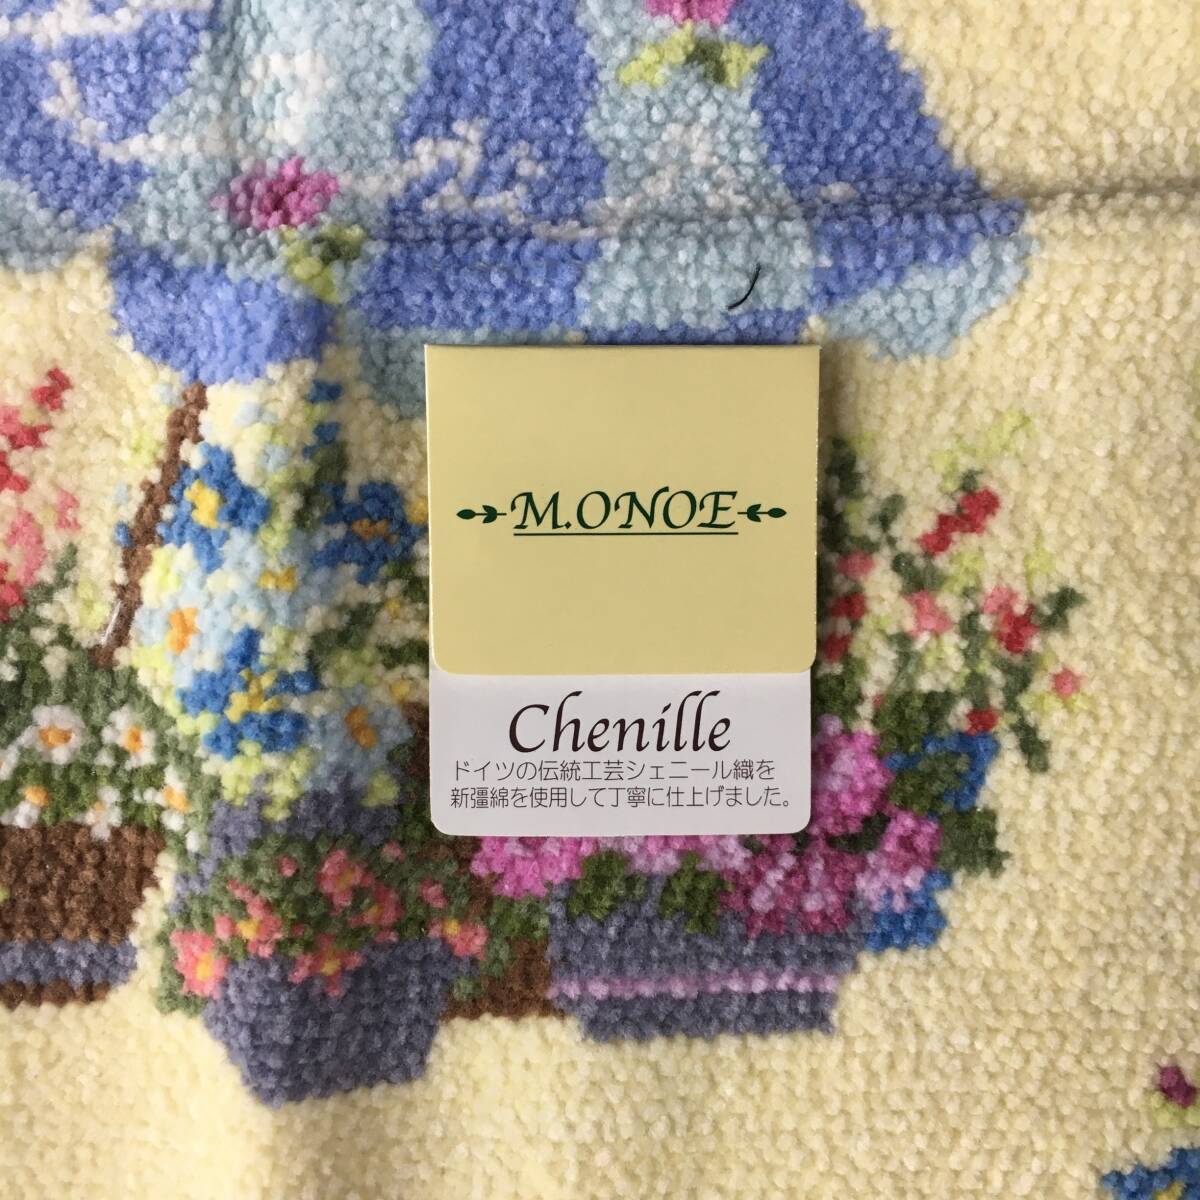 M.ONOE
Chenille
ドイツの伝統工芸シェニール織を
新彊綿を使用して丁寧に仕上げました。